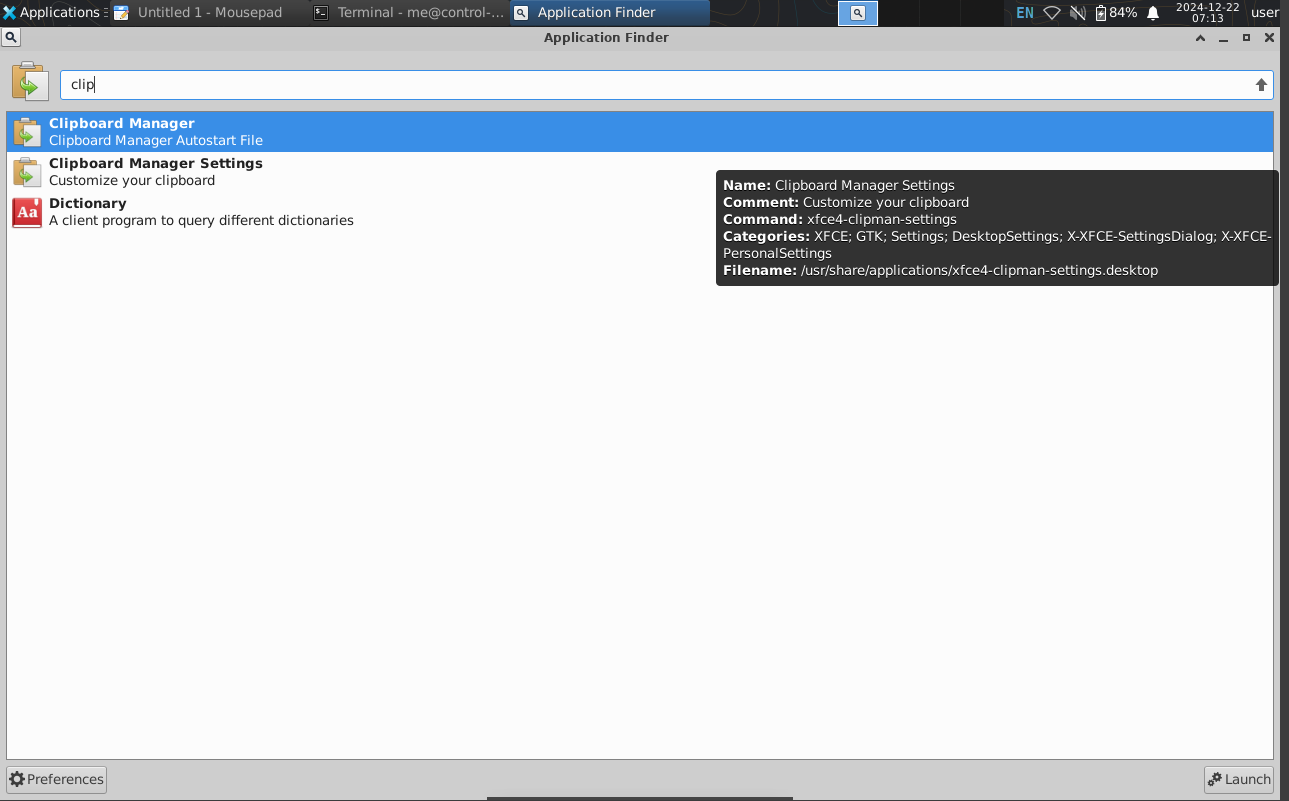 Applications
Untitled 1 - Mousepad
Terminal - me@control-...
Application Finder
EN
84%
2024-12-22
07:13
user
Application Finder
clip
Clipboard Manager
Clipboard Manager Autostart File
Clipboard Manager Settings
Customize your clipboard
Aa
Dictionary
A client program to query different dictionaries
Name: Clipboard Manager Settings
Comment: Customize your clipboard
Command: xfce4-clipman-settings
Categories: XFCE; GTK; Settings; DesktopSettings; X-XFCE-SettingsDialog; X-XFCE-
PersonalSettings
Filename: /usr/share/applications/xfce4-clipman-settings.desktop
Preferences
Launch